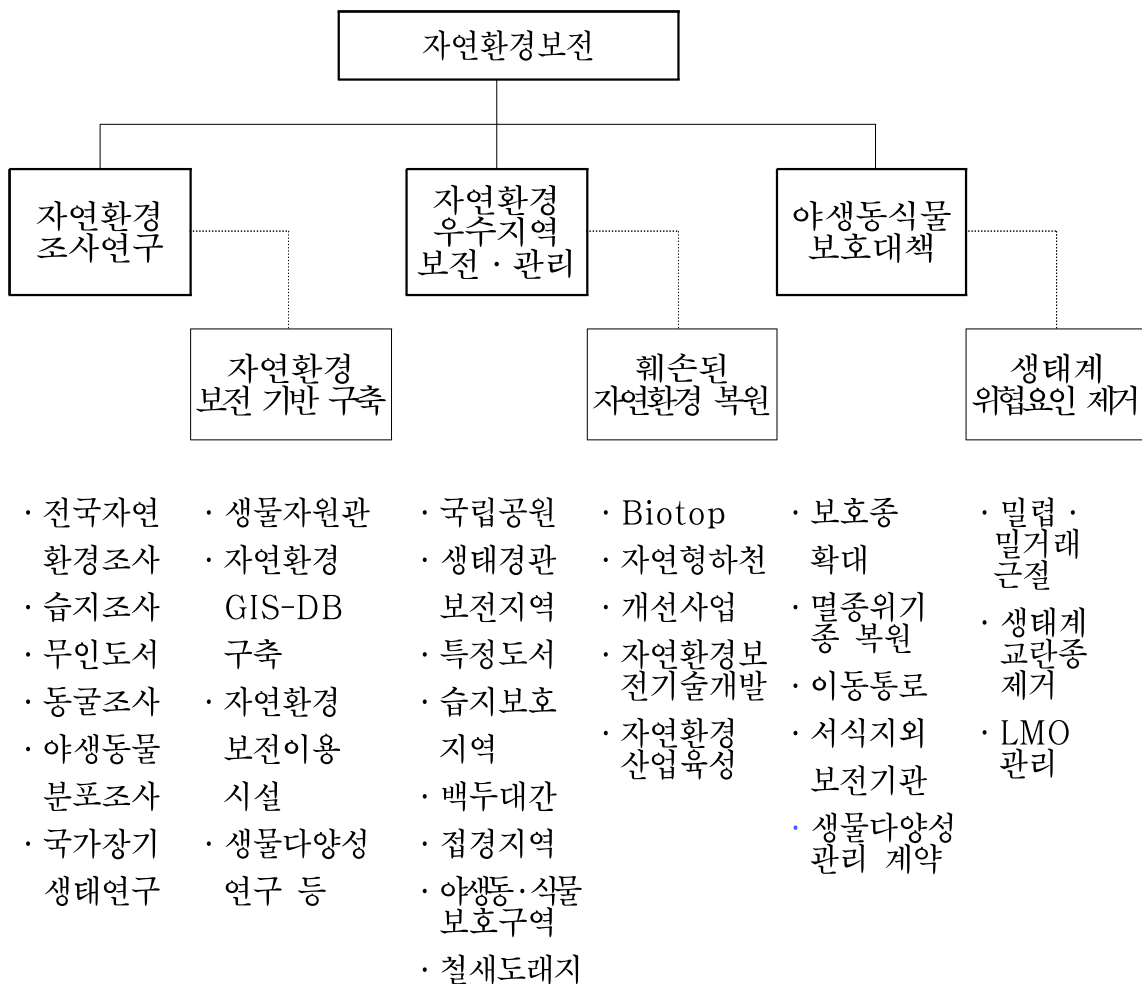 자연환경보전
자연환경
조사연구
자연환경
우수지역
보전 · 관리
야생동식물
보호대책
자연환경
보전 기반 구축
훼손된
자연환경 복원
생태계
위협요인 제거
· 전국자연
환경조사
· 습지조사
· 무인도서
· 동굴조사
· 야생동물
분포조사
· 국가장기
생태연구
· 생물자원관
· 자연환경
GIS-DB
구축
· 자연환경
보전이용
시설
· 생물다양성
연구 등
· 국립공원
· 생태경관
보전지역
· 특정도서
· 습지보호
지역
· 백두대간
· 접경지역
· 야생동·식물
보호구역
· 철새도래지
· Biotop
· 자연형하천
· 개선사업
· 자연환경보
전기술개발
· 자연환경
산업육성
· 보호종
확대
· 멸종위기
종 복원
· 이동통로
· 서식지외
보전기관
· 생물다양성
관리 계약
· 밀렵 ·
밀거래
근절
· 생태계
교란종
제거
· LMO
관리